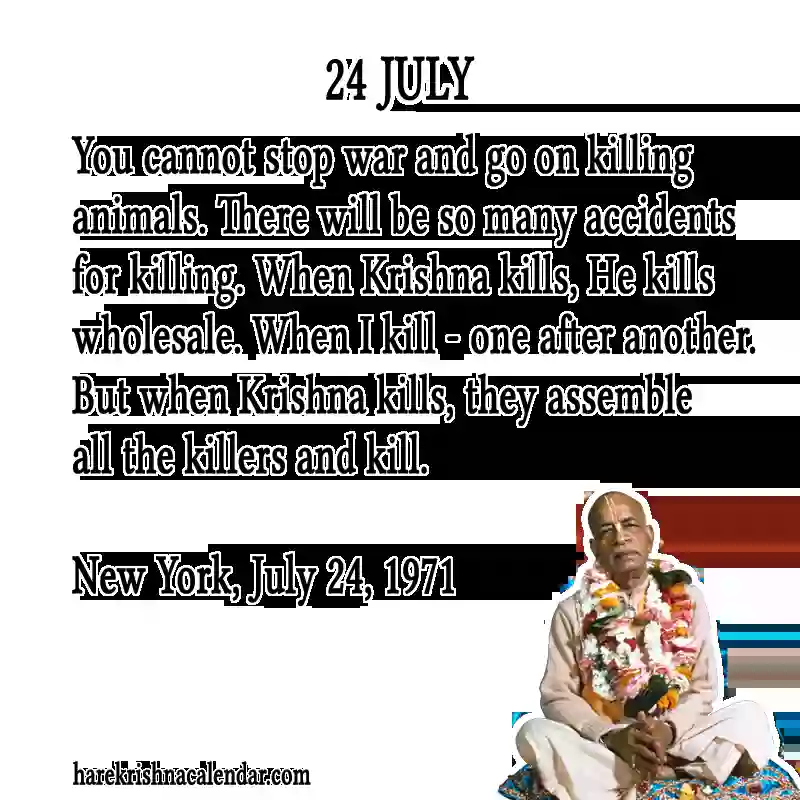 24 JULY
You cannot stop war and go on killing
animals. There will be so many accidents
for killing. When Krishna kills, He kills
wholesale. When I kill - one after another.
But when Krishna kills, they assemble
all the killers and kill.
New York, July 24, 1971
harekrishnacalendar.com